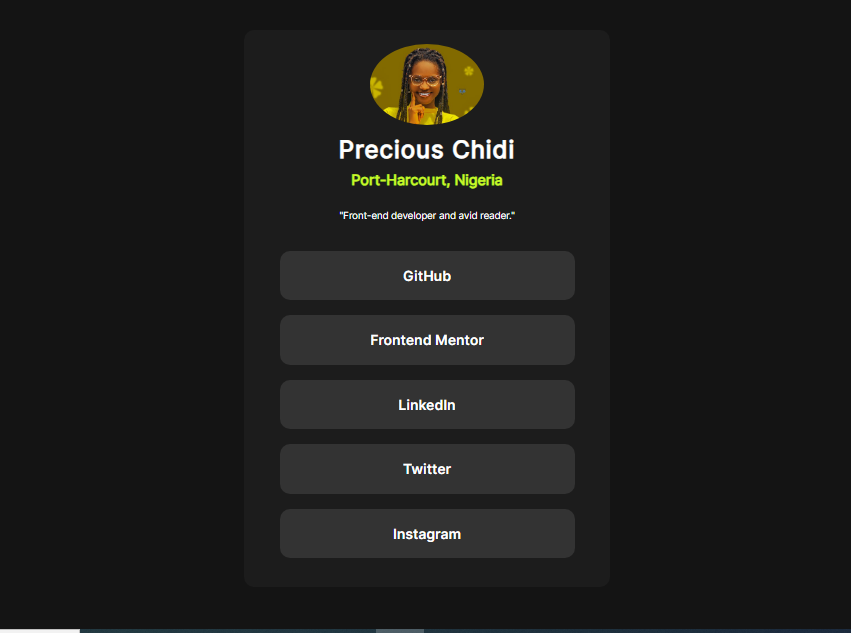 Precious Chidi
Port-Harcourt, Nigeria
"Front-end developer and avid reader."
GitHub
Frontend Mentor
LinkedIn
Twitter
Instagram